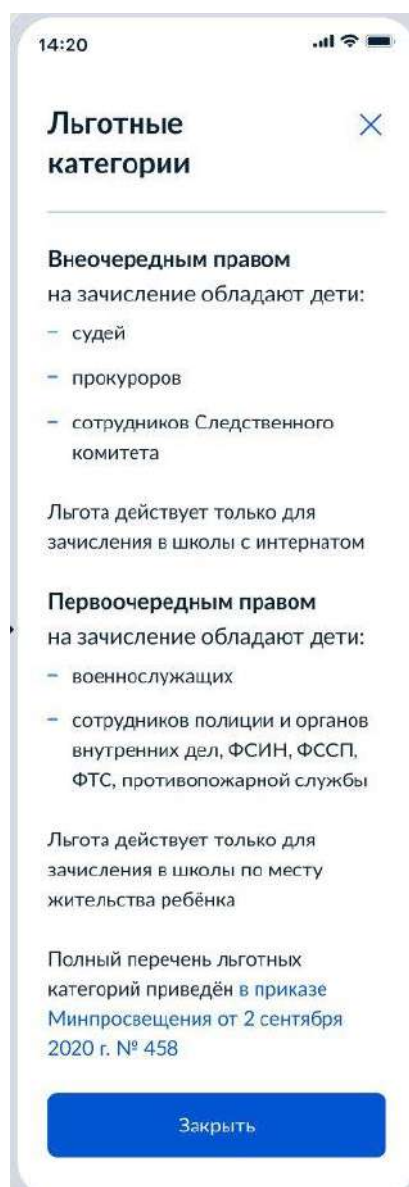 14:20
Льготные
категории
Внеочередным правом
на зачисление обладают дети:
– судей
– прокуроров
– сотрудников Следственного
комитета
Льгота действует только для
зачисления в школы с интернатом
Первоочередным правом
на зачисление обладают дети:
– военнослужащих
– сотрудников полиции и органов
внутренних дел, ФСИН, ФССП,
ФТС, противопожарной службы
Льгота действует только для
зачисления в школы по месту
жительства ребёнка
Полный перечень льготных
категорий приведён в приказе
Минпросвещения от 2 сентября
2020 г. № 458
Закрыть